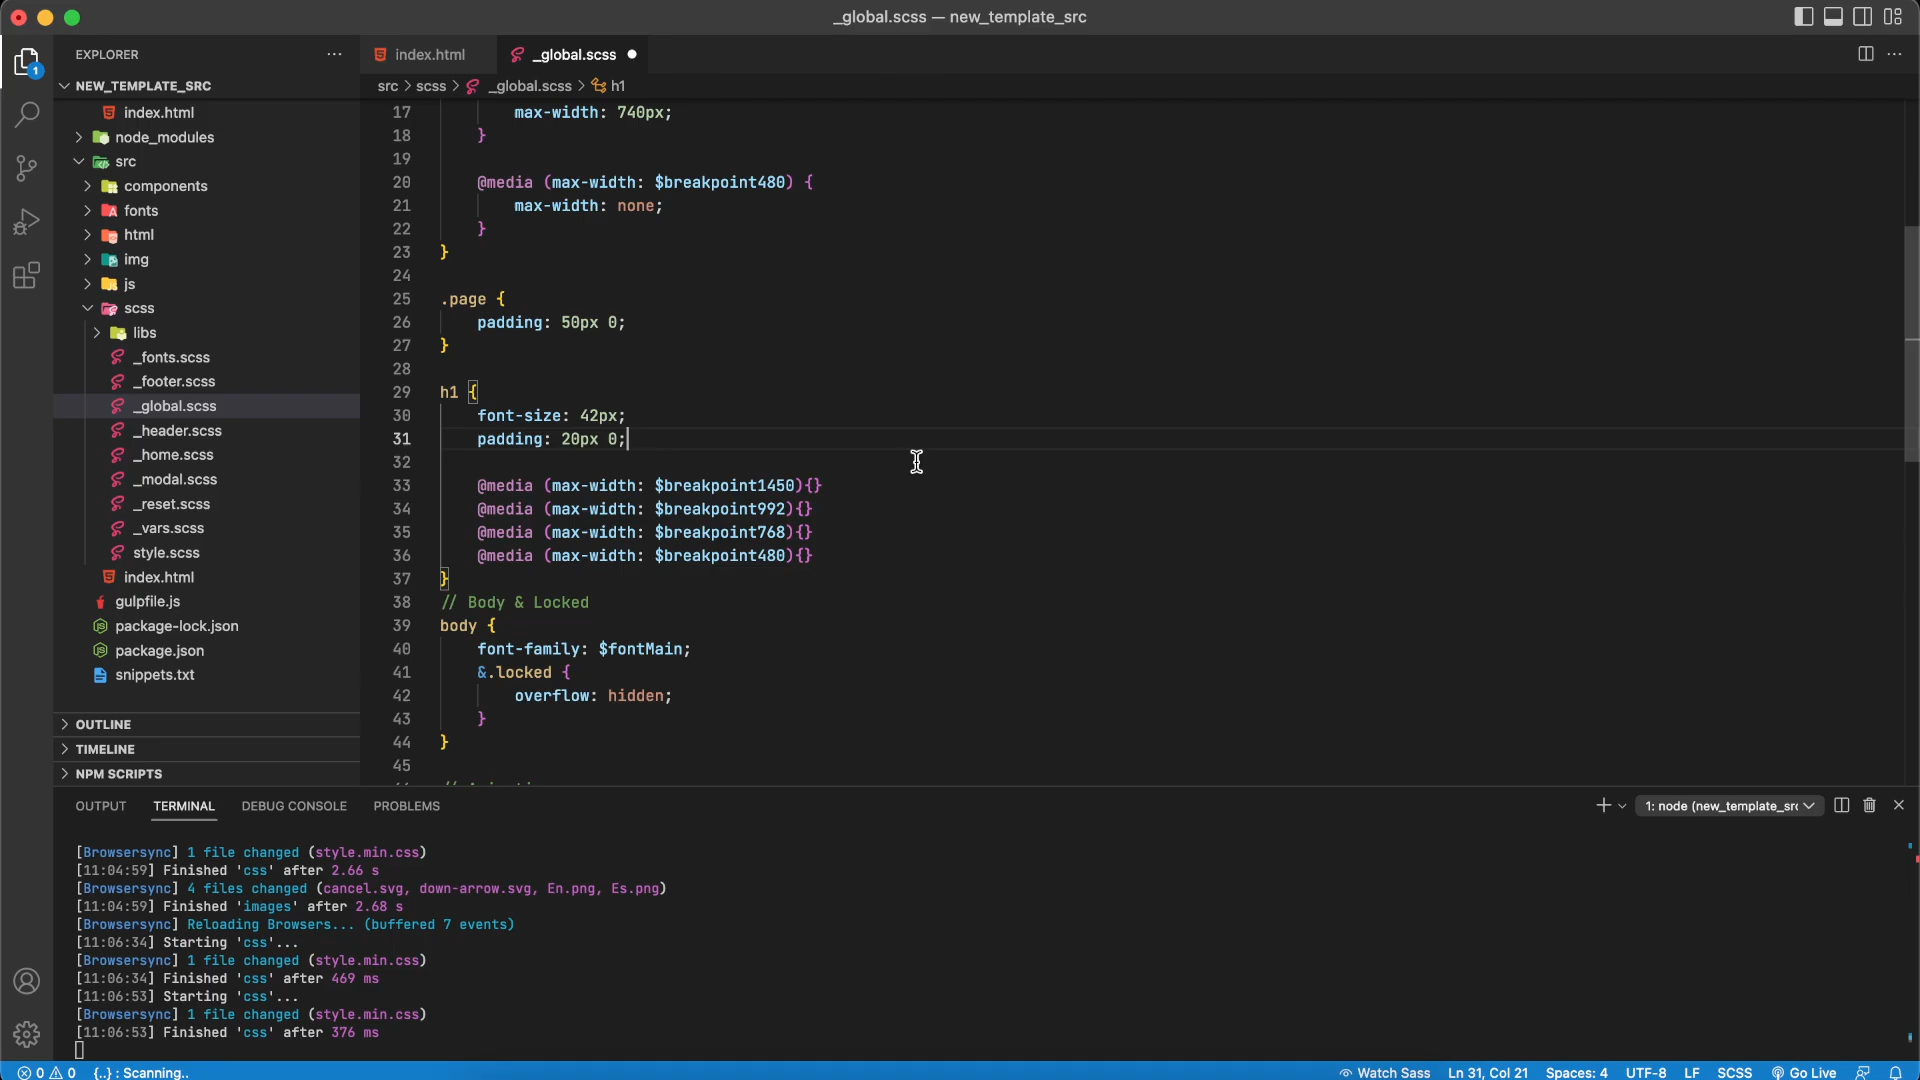 _global.scss — new_template_src
EXPLORER
index.html
_global.scss
1
NEW_TEMPLATE_SRC
src > scss > _global.scss > h1
index.html
node_modules
src
components
fonts
html
img
js
scss
libs
_fonts.scss
_footer.scss
_global.scss
_header.scss
_home.scss
_modal.scss
_reset.scss
_vars.scss
style.scss
index.html
gulpfile.js
package-lock.json
package.json
snippets.txt
OUTLINE
TIMELINE
NPM SCRIPTS
17 max-width: 740px;
18 }
19
20 @media (max-width: $breakpoint480) {
21 max-width: none;
22 }
23 }
24
25 .page {
26 padding: 50px 0;
27 }
28
29 h1 {
30 font-size: 42px;
31 padding: 20px 0;
32
33 @media (max-width: $breakpoint1450){}
34 @media (max-width: $breakpoint992){}
35 @media (max-width: $breakpoint768){}
36 @media (max-width: $breakpoint480){}
37 }
38 // Body & Locked
39 body {
40 font-family: $fontMain;
41 &.locked {
42 overflow: hidden;
43 }
44 }
45
OUTPUT TERMINAL DEBUG CONSOLE PROBLEMS
1: node (new_template_src
[Browsersync] 1 file changed (style.min.css)
[11:04:59] Finished 'css' after 2.66 s
[Browsersync] 4 files changed (cancel.svg, down-arrow.svg, En.png, Es.png)
[11:04:59] Finished 'images' after 2.68 s
[Browsersync] Reloading Browsers... (buffered 7 events)
[11:06:34] Starting 'css'...
[Browsersync] 1 file changed (style.min.css)
[11:06:34] Finished 'css' after 469 ms
[11:06:53] Starting 'css'...
[Browsersync] 1 file changed (style.min.css)
[11:06:53] Finished 'css' after 376 ms
0 0 {..} : Scanning.. Watch Sass Ln 31, Col 21 Spaces: 4 UTF-8 LF SCSS Go Live